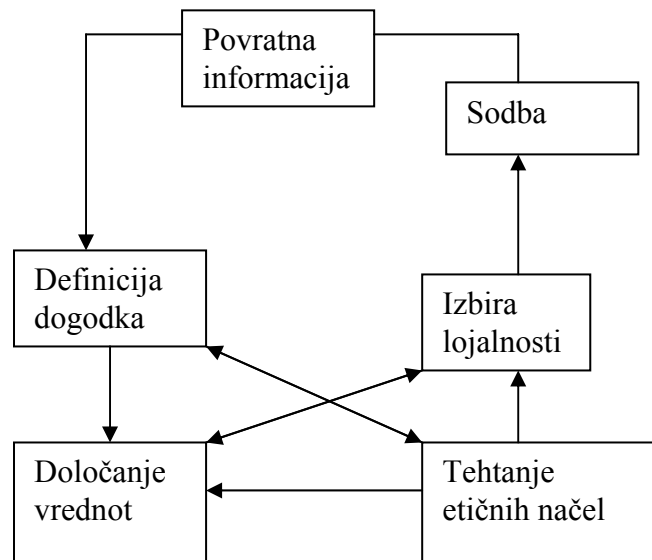 Povratna
informacija
Sodba
Definicija
dogodka
Izbira
lojalnosti
Določanje
vrednot
Tehtanje
etičnih načel